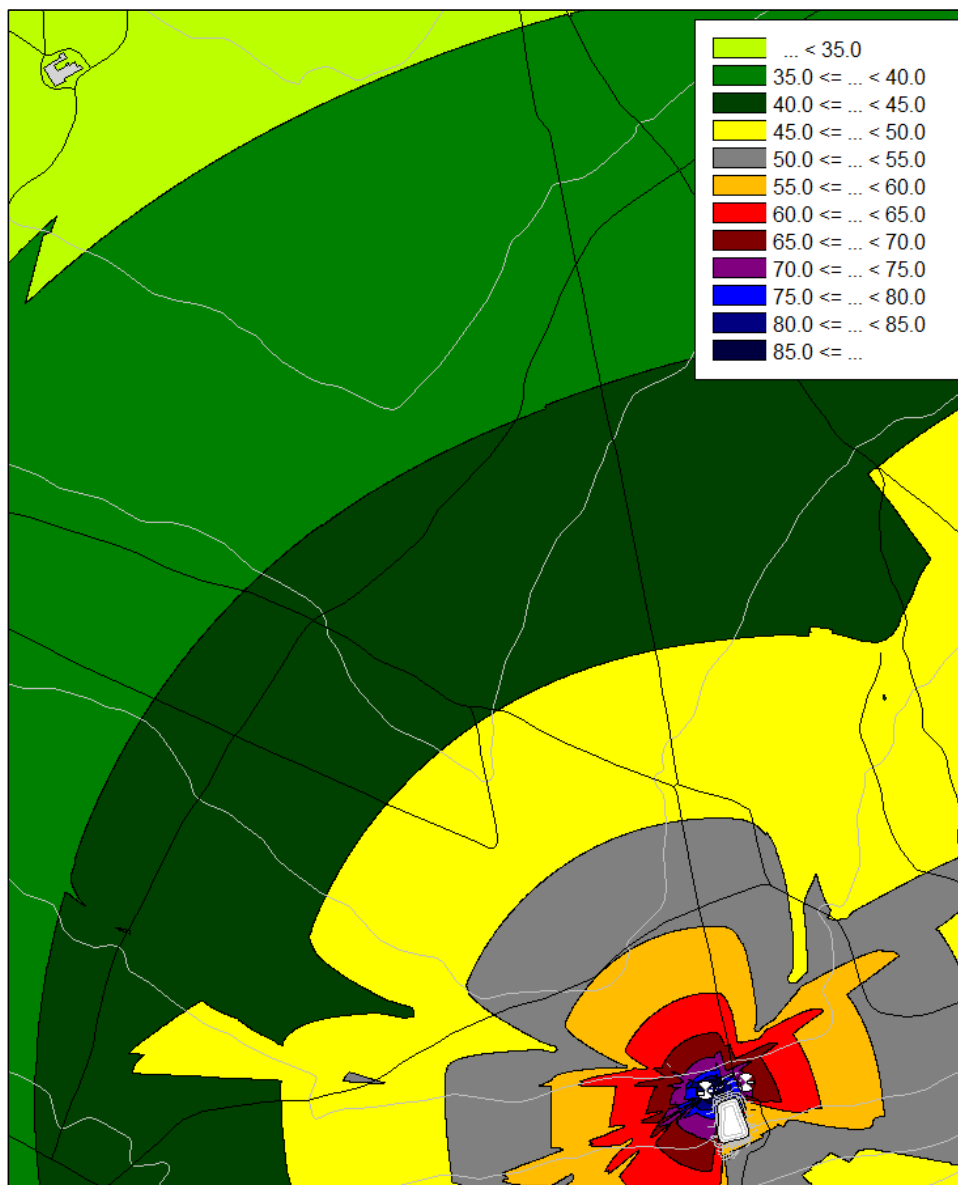 ... < 35.0
35.0 <= ... < 40.0
40.0 <= ... < 45.0
45.0 <= ... < 50.0
50.0 <= ... < 55.0
55.0 <= ... < 60.0
60.0 <= ... < 65.0
65.0 <= ... < 70.0
70.0 <= ... < 75.0
75.0 <= ... < 80.0
80.0 <= ... < 85.0
85.0 <= ...